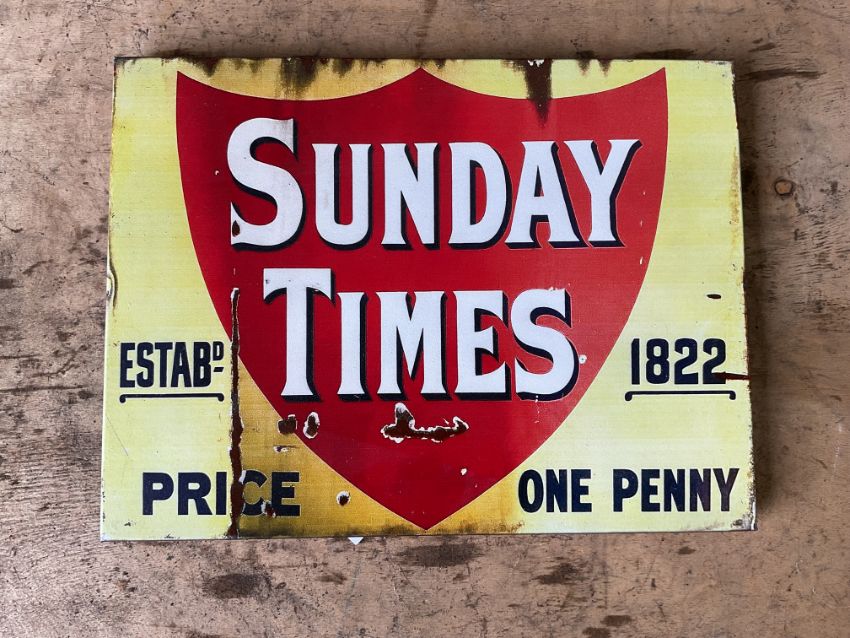 SUNDAY
TIMES
ESTABD 1822
PRICE ONE PENNY